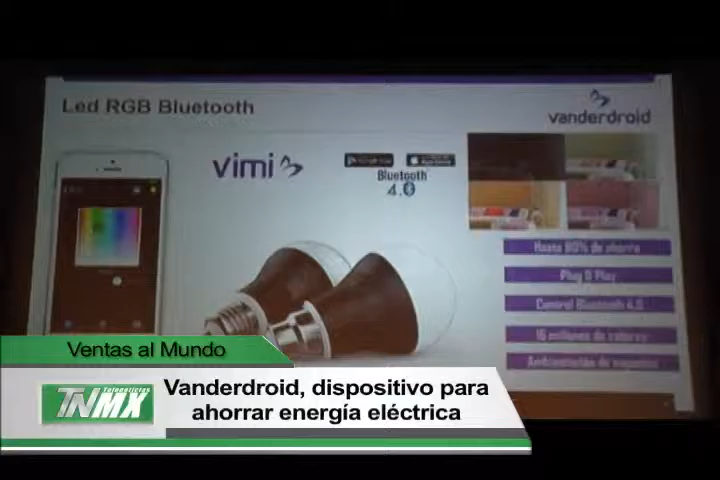 Led RGB Bluetooth
vanderdroid
vimi
Bluetooth
4.0
Hasta 80% de ahorro
Plug & Play
Control Bluetooth 4.0
16 millones de colores
Ventas al Mundo
Telenoticias
TNMX
Vanderdroid, dispositivo para
ahorrar energía eléctrica